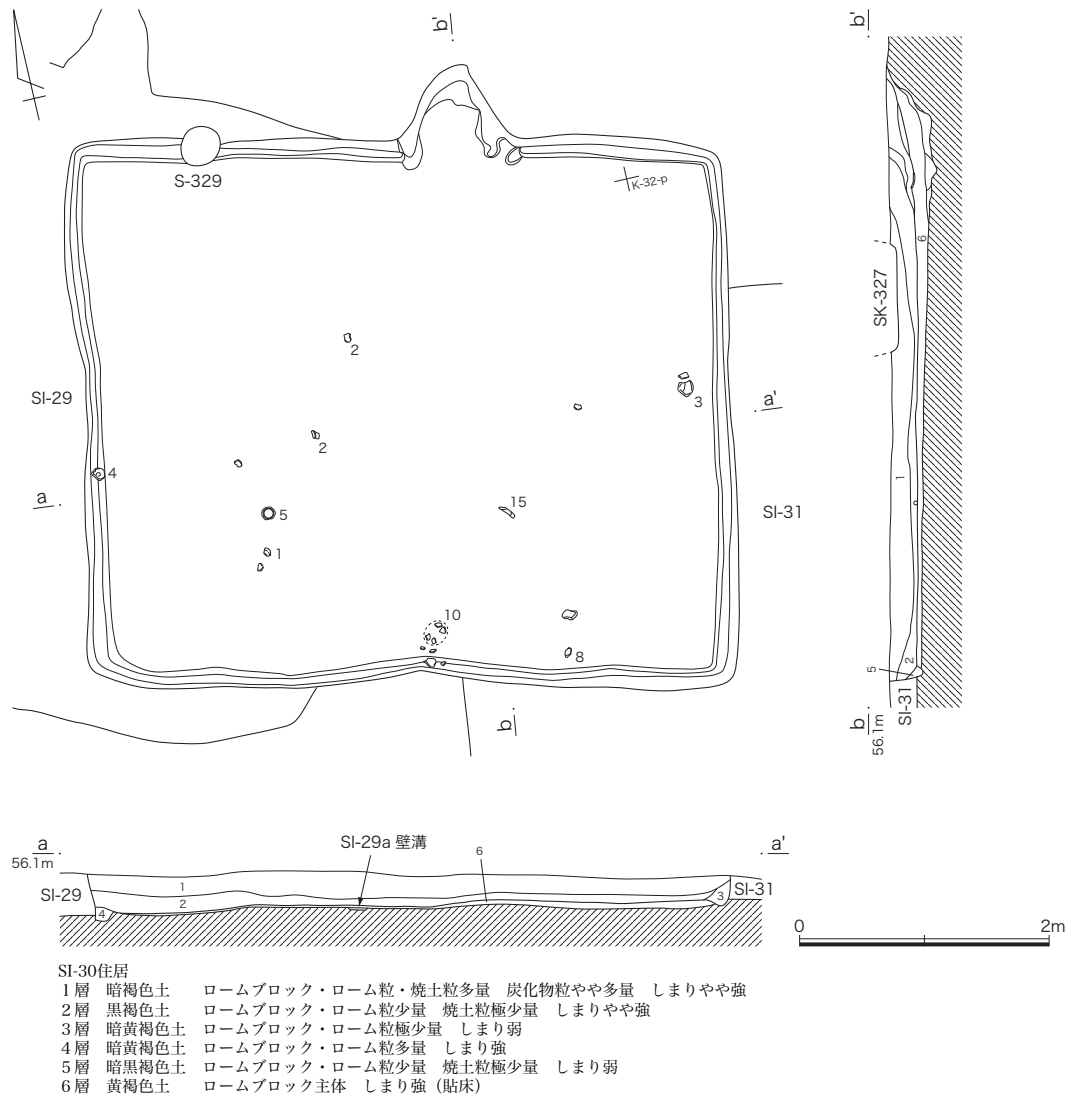 b'
b'
S-329
K-32-p
6
SK-327
2
SI-29
3
a'
2
4
1
a
15
5
SI-31
1
10
8
2
5
SI-31
b
b
56.1m
SI-29a 壁溝
a
6
a'
56.1m
SI-29
1
SI-31
2
3
4
0
2m
SI-30住居
1層 暗褐色土 ロームブロック・ローム粒・焼土粒多量 炭化物粒やや多量 しまりやや強
2層 黒褐色土 ロームブロック・ローム粒少量 焼土粒極少量 しまりやや強
3層 暗黄褐色土 ロームブロック・ローム粒極少量 しまり弱
4層 暗黄褐色土 ロームブロック・ローム粒多量 しまり強
5層 暗黒褐色土 ロームブロック・ローム粒少量 焼土粒極少量 しまり弱
6層 黄褐色土 ロームブロック主体 しまり強（貼床）